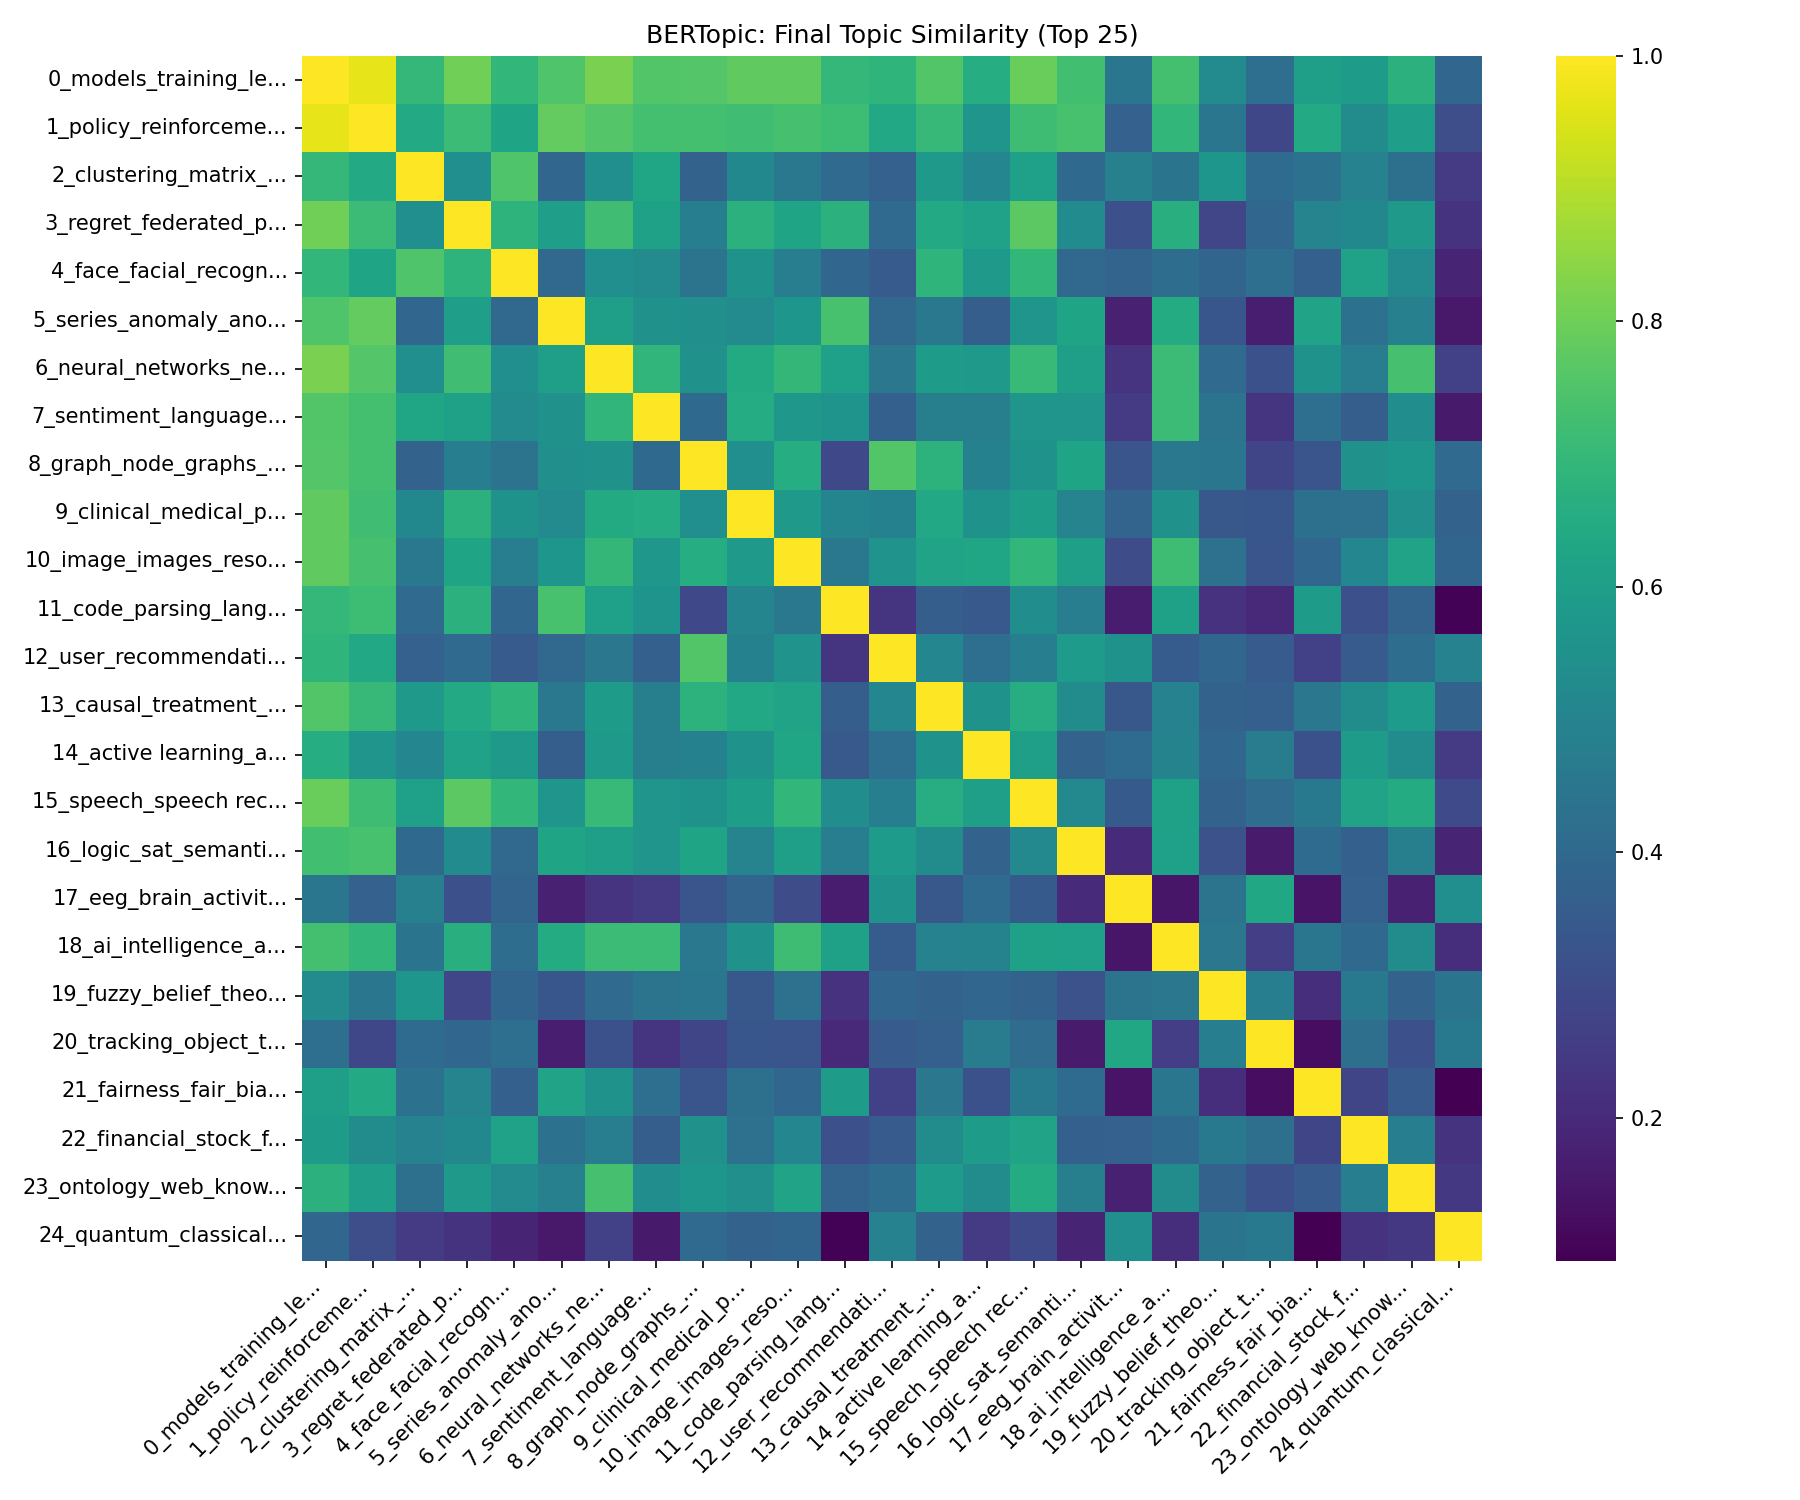 BERTopic: Final Topic Similarity (Top 25)
0_models_training_le...
1_policy_reinforceme...
2_clustering_matrix_...
3_regret_federated_p...
4_face_facial_recogn...
5_series_anomaly_ano...
6_neural_networks_ne...
7_sentiment_language...
8_graph_node_graphs_...
9_clinical_medical_p...
10_image_images_reso...
11_code_parsing_lang...
12_user_recommendati...
13_causal_treatment_...
14_active learning_a...
15_speech_speech rec...
16_logic_sat_semanti...
17_eeg_brain_activit...
18_ai_intelligence_a...
19_fuzzy_belief_theo...
20_tracking_object_t...
21_fairness_fair_bia...
22_financial_stock_f...
23_ontology_web_know...
24_quantum_classical...
0_models_training_le...
1_policy_reinforceme...
2_clustering_matrix_...
3_regret_federated_p...
4_face_facial_recogn...
5_series_anomaly_ano...
6_neural_networks_ne...
7_sentiment_language...
8_graph_node_graphs_...
9_clinical_medical_p...
10_image_images_reso...
11_code_parsing_lang...
12_user_recommendati...
13_causal_treatment_...
14_active learning_a...
15_speech_speech rec...
16_logic_sat_semanti...
17_eeg_brain_activit...
18_ai_intelligence_a...
19_fuzzy_belief_theo...
20_tracking_object_t...
21_fairness_fair_bia...
22_financial_stock_f...
23_ontology_web_know...
24_quantum_classical...
1.0
0.8
0.6
0.4
0.2